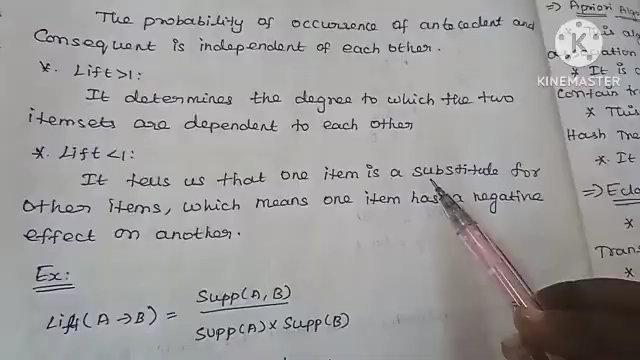 The probability of occurrence of antecedent and
Consequent is independent of each other.
*. Lift>1:
It determines the degree to which the two
itemsets are dependent to each other
*. Lift<1:
It tells us that one item is a substitude for
Other items, which means one item has a negative
effect on another.
Ex:
Lift(A→B) = Supp(A,B)
Supp(A) x Supp(B)
⇒ Apriori
* This
* It is
contain
* This
Hash Tree
* It
⇒
Trans
*
KINEMASTER